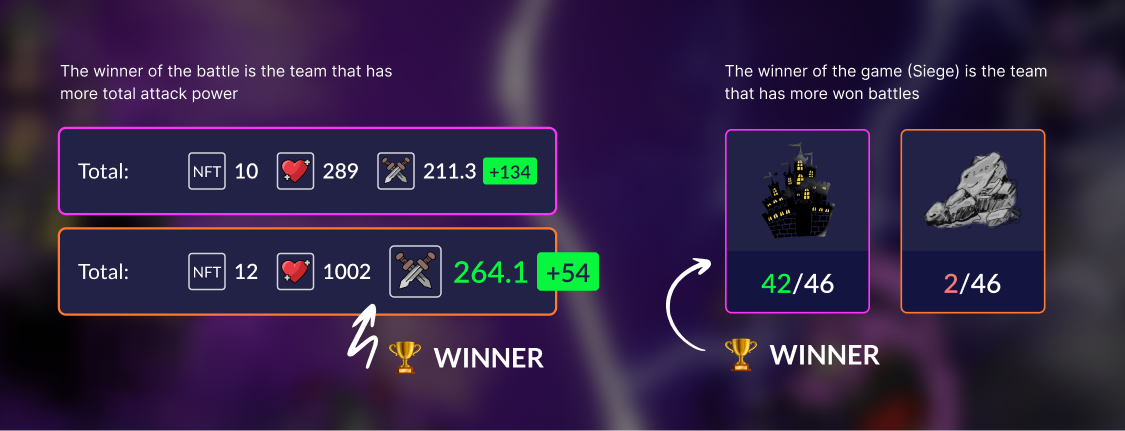 The winner of the battle is the team that has
more total attack power
Total: NFT 10 289 211.3 +134
Total: NFT 12 1002 264.1 +54
WINNER
The winner of the game (Siege) is the team
that has more won battles
42/46 2/46
WINNER